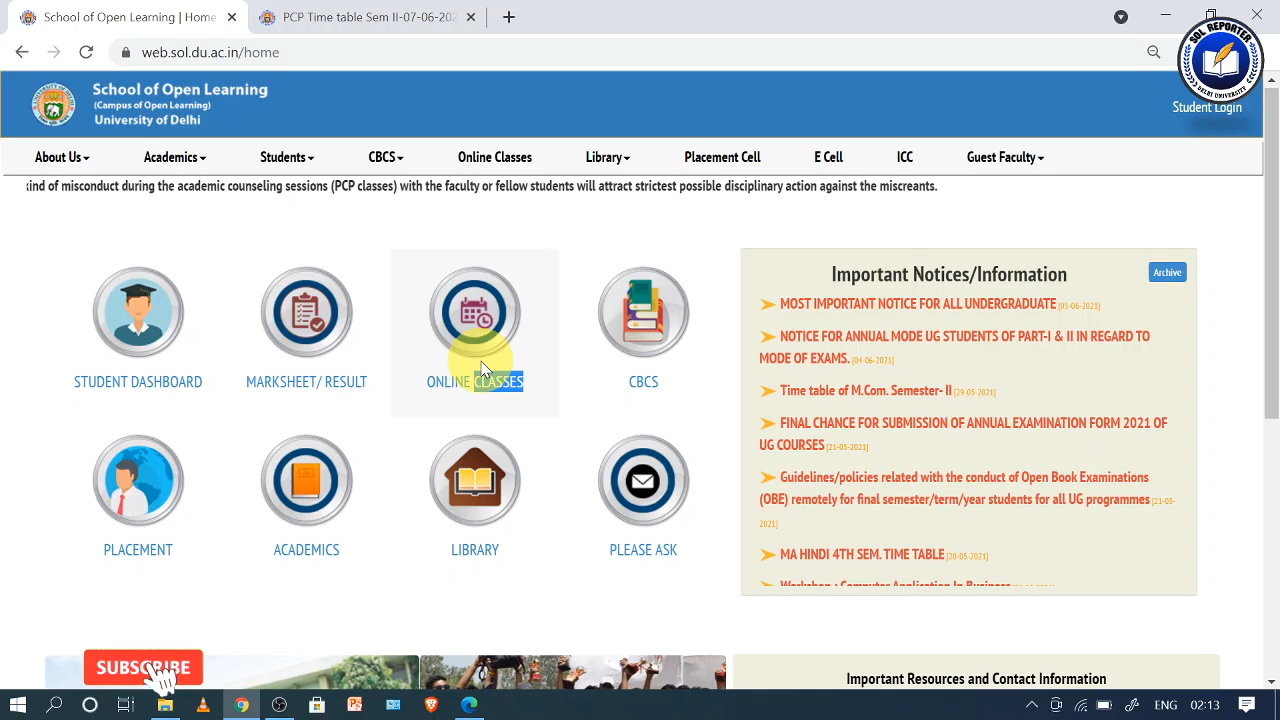 School of Open Learning - Home
Time table Sem II-07-06-2021
web.sol.du.ac.in/home
SOL REPORTER
DELHI UNIVERSITY
School of Open Learning
(Campus of Open Learning)
University of Delhi
Student Login
About Us
Academics
Students
CBCS
Online Classes
Library
Placement Cell
E Cell
ICC
Guest Faculty
kind of misconduct during the academic counseling sessions (PCP classes) with the faculty or fellow students will attract strictest possible disciplinary action against the miscreants.
STUDENT DASHBOARD
MARKSHEET/ RESULT
ONLINE CLASSES
CBCS
PLACEMENT
ACADEMICS
LIBRARY
PLEASE ASK
Important Notices/Information
Archive
MOST IMPORTANT NOTICE FOR ALL UNDERGRADUATE [05-06-2021]
NOTICE FOR ANNUAL MODE UG STUDENTS OF PART-I & II IN REGARD TO
MODE OF EXAMS. [04-06-2021]
Time table of M.Com. Semester- II [29-05-2021]
FINAL CHANCE FOR SUBMISSION OF ANNUAL EXAMINATION FORM 2021 OF
UG COURSES [21-05-2021]
Guidelines/policies related with the conduct of Open Book Examinations
(OBE) remotely for final semester/term/year students for all UG programmes [21-05-
2021]
MA HINDI 4TH SEM. TIME TABLE [20-05-2021]
Workshop : Computer Application In Business
SUBSCRIBE
Important Resources and Contact Information
ENG
02:13